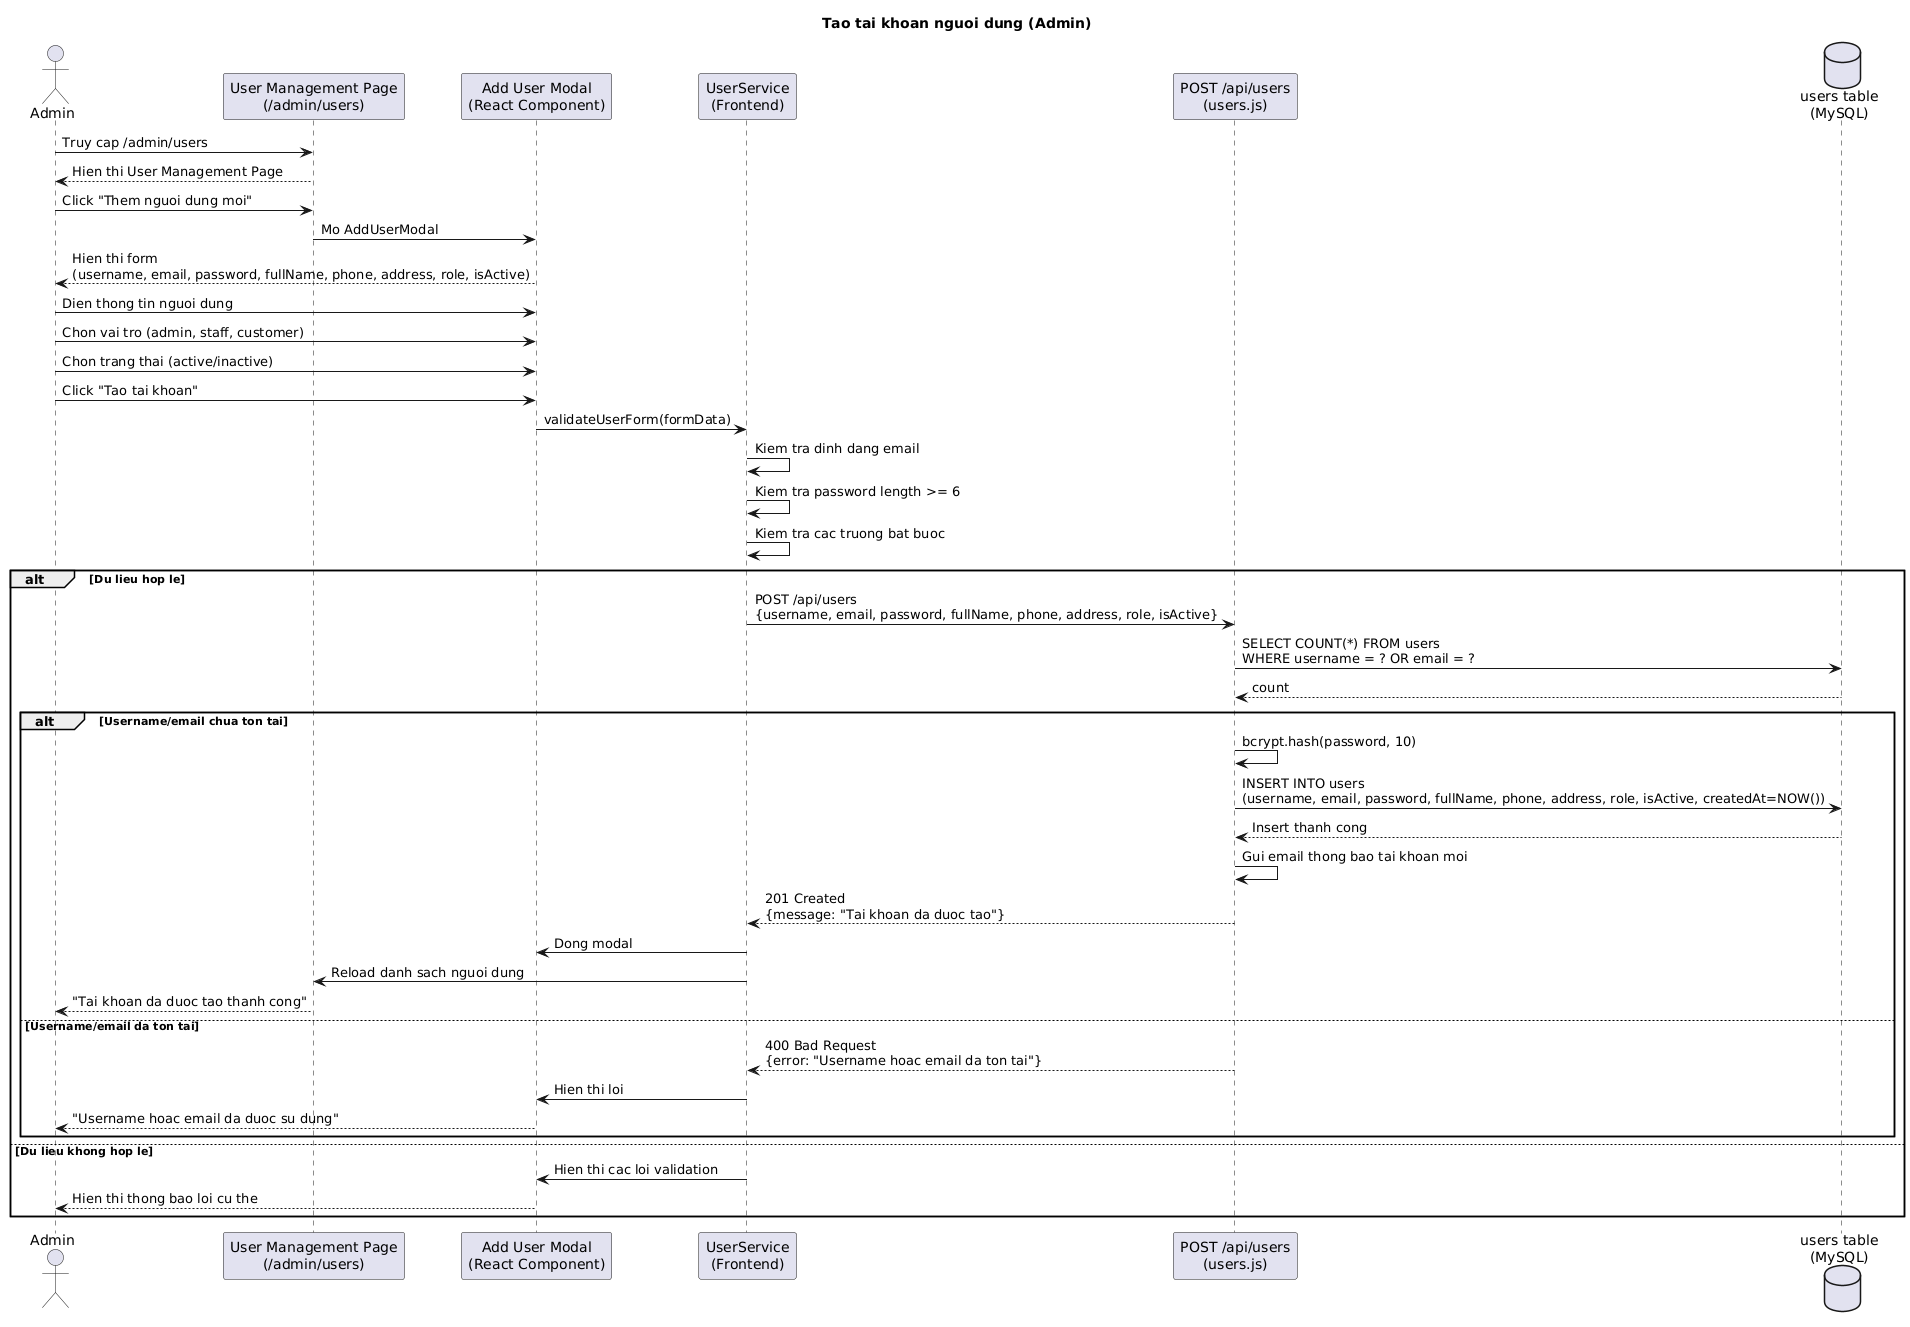 Tao tai khoan nguoi dung (Admin)
Admin
User Management Page
(/admin/users)
Add User Modal
(React Component)
UserService
(Frontend)
POST /api/users
(users.js)
users table
(MySQL)
Truy cap /admin/users
Hien thi User Management Page
Click "Them nguoi dung moi"
Mo AddUserModal
Hien thi form
(username, email, password, fullName, phone, address, role, isActive)
Dien thong tin nguoi dung
Chon vai tro (admin, staff, customer)
Chon trang thai (active/inactive)
Click "Tao tai khoan"
validateUserForm(formData)
Kiem tra dinh dang email
Kiem tra password length >= 6
Kiem tra cac truong bat buoc
alt [Du lieu hop le]
POST /api/users
{username, email, password, fullName, phone, address, role, isActive}
SELECT COUNT(*) FROM users
WHERE username = ? OR email = ?
count
alt [Username/email chua ton tai]
bcrypt.hash(password, 10)
INSERT INTO users
(username, email, password, fullName, phone, address, role, isActive, createdAt=NOW())
Insert thanh cong
Gui email thong bao tai khoan moi
201 Created
{message: "Tai khoan da duoc tao"}
Dong modal
Reload danh sach nguoi dung
"Tai khoan da duoc tao thanh cong"
[Username/email da ton tai]
400 Bad Request
{error: "Username hoac email da ton tai"}
Hien thi loi
"Username hoac email da duoc su dung"
[Du lieu khong hop le]
Hien thi cac loi validation
Hien thi thong bao loi cu the
Admin
User Management Page
(/admin/users)
Add User Modal
(React Component)
UserService
(Frontend)
POST /api/users
(users.js)
users table
(MySQL)